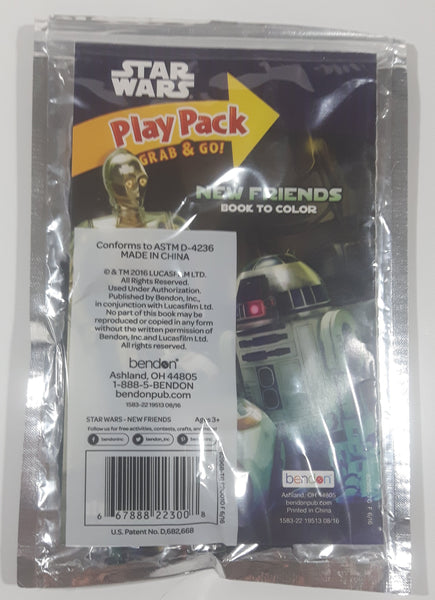 STAR
WARS
Play Pack
GRAB & GO!
NEW FRIENDS
BOOK TO COLOR
Conforms to ASTM D-4236
MADE IN CHINA
© & TM 2016 LUCASFILM LTD.
All Rights Reserved.
Used Under Authorization.
Published by Bendon, Inc.,
in conjunction with Lucasfilm Ltd.
No part of this book may be
reproduced or copied in any form
without the written permission of
Bendon, Inc.and Lucasfilm Ltd.
All rights reserved.
bendon
Ashland, OH 44805
1-888-5-BENDON
bendonpub.com
1583-22 19513 08/16
STAR WARS - NEW FRIENDS Ages 3+
Follow us for free activities, contests, crafts, and more!
bendoninc bendon_inc bendoninc
6 67888 22300 8
U.S. Patent No. D,682,668
bendon
Ashland, OH 44805
bendonpub.com
Printed in China
1583-22 19513 08/16